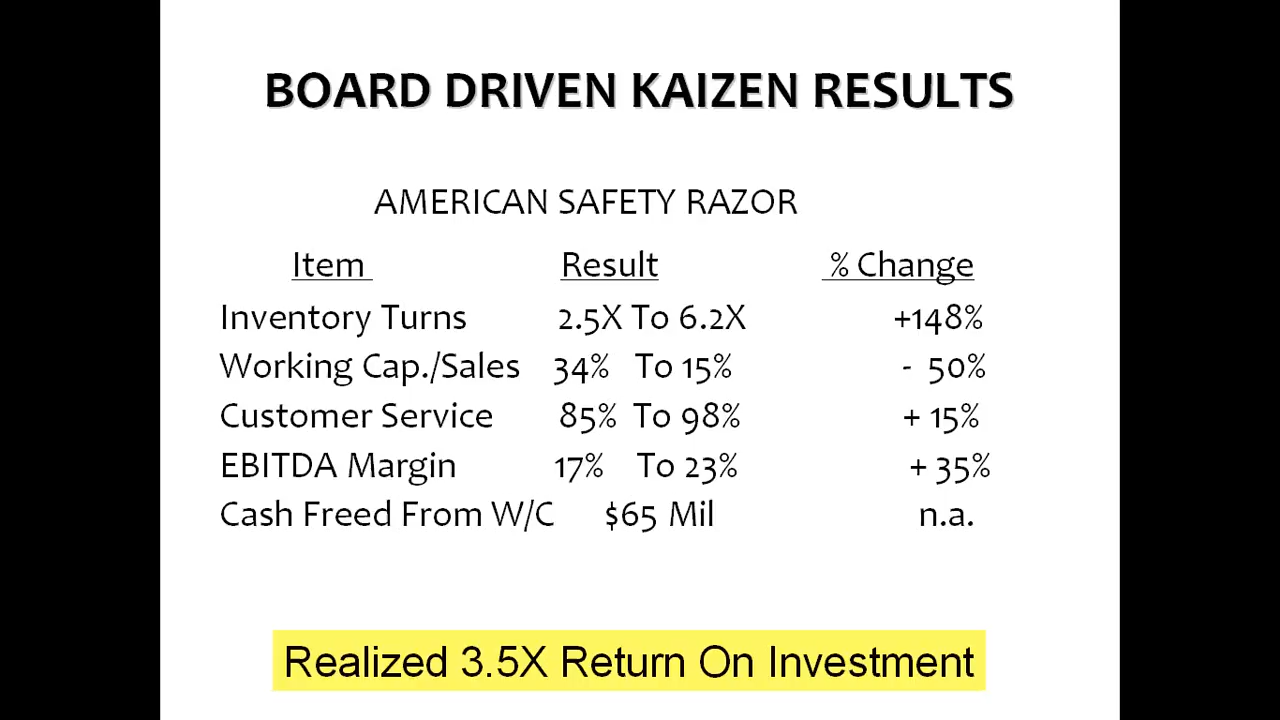 BOARD DRIVEN KAIZEN RESULTS
AMERICAN SAFETY RAZOR
Item Result % Change
Inventory Turns 2.5X To 6.2X +148%
Working Cap./Sales 34% To 15% - 50%
Customer Service 85% To 98% + 15%
EBITDA Margin 17% To 23% + 35%
Cash Freed From W/C $65 Mil n.a.
Realized 3.5X Return On Investment